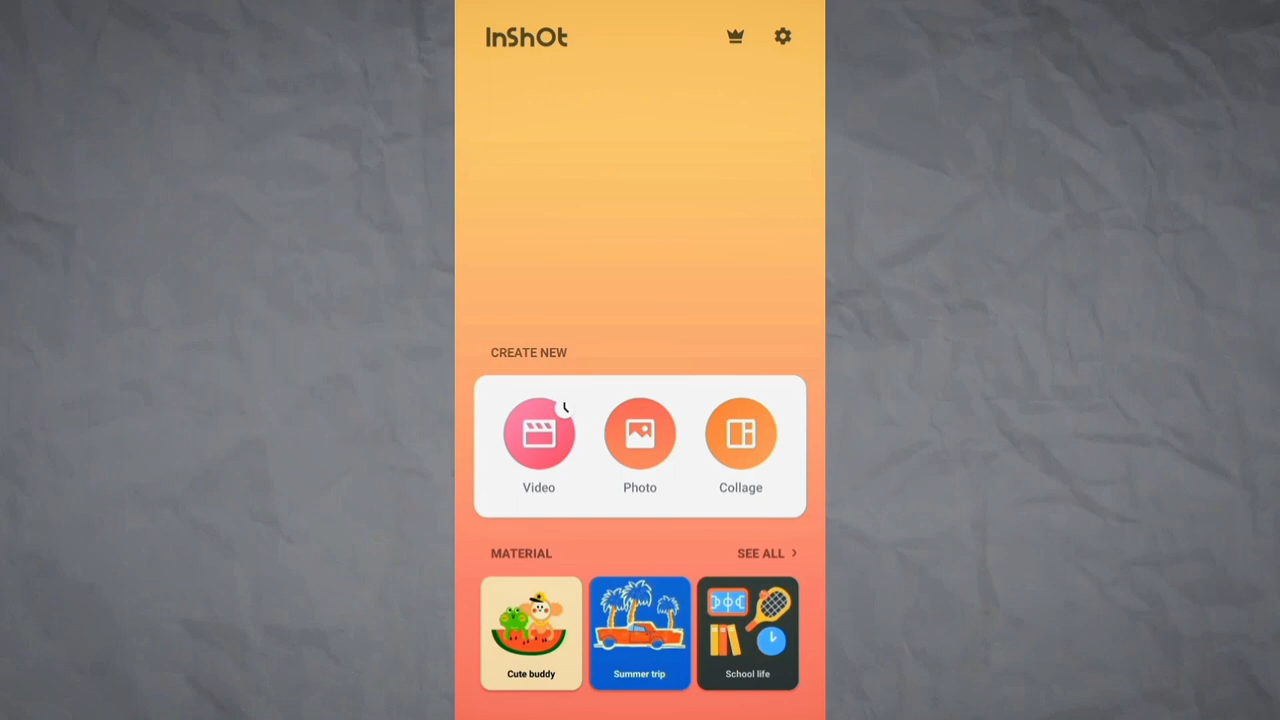 InShOt
CREATE NEW
Video Photo Collage
MATERIAL SEE ALL
Cute buddy Summer trip School life